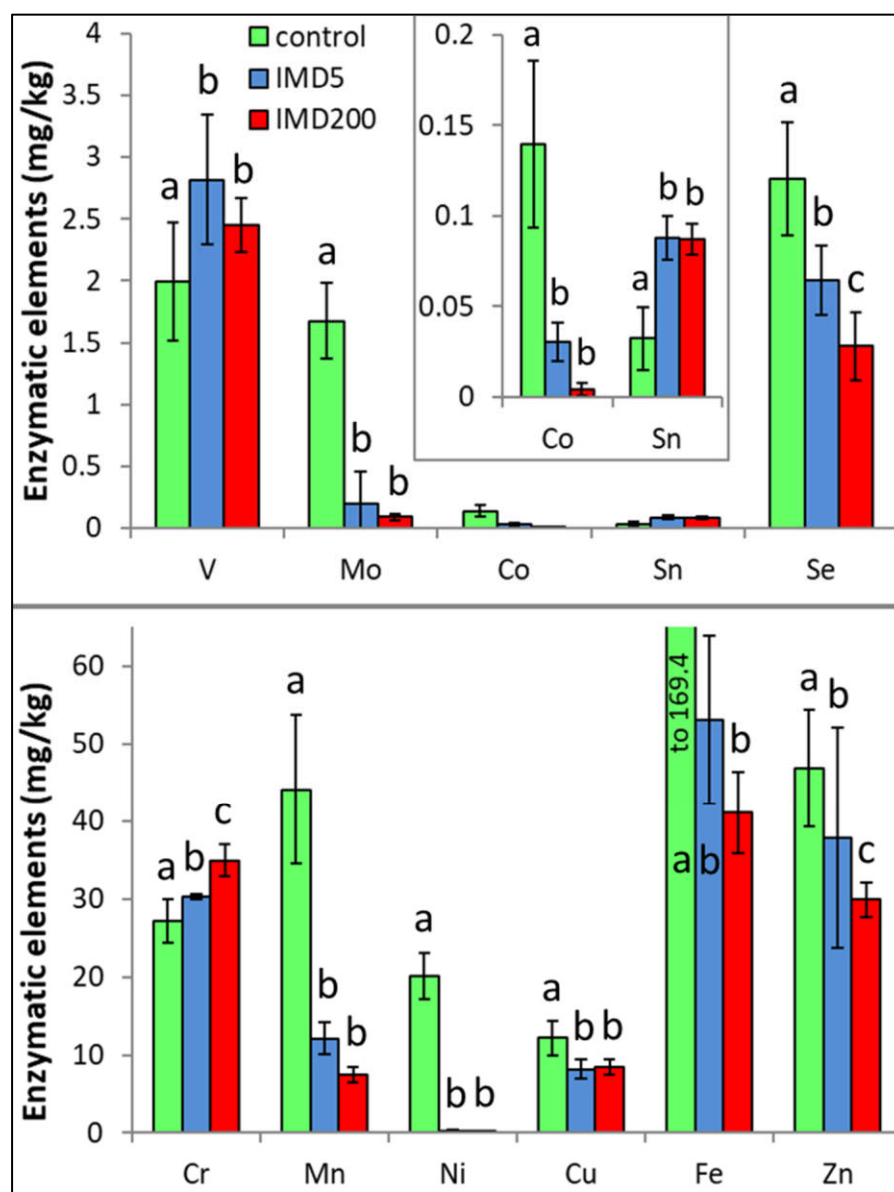 Enzymatic elements (mg/kg)
4
3.5
3
2.5
2
1.5
1
0.5
0
control
IMD5
IMD200
a b b
a b b
V Mo Co Sn Se
0.2
0.15
0.1
0.05
0
a b b
a b b
Co Sn
a b c
Enzymatic elements (mg/kg)
60
50
40
30
20
10
0
a b c
a b b
a b b
a b b
to 169.4
a b b
a b c
Cr Mn Ni Cu Fe Zn